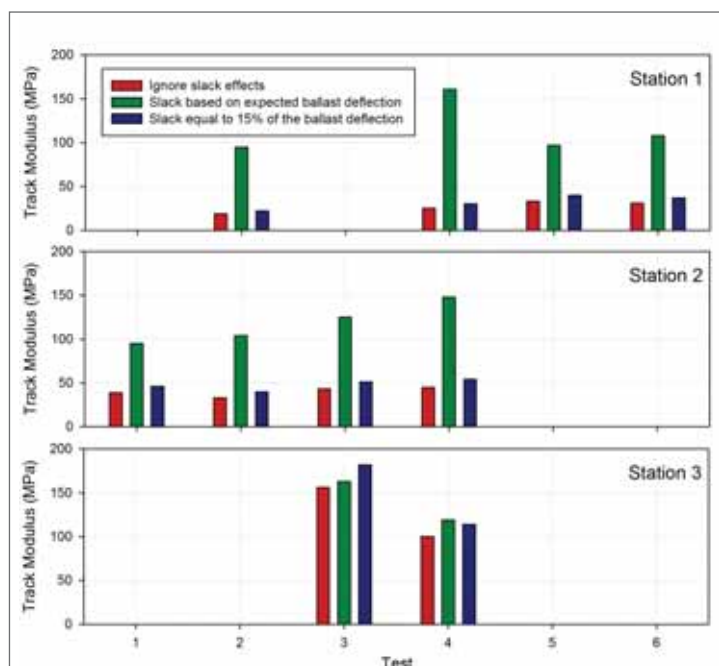 200
150
100
50
0
Track Modulus (MPa)
Ignore slack effects
Slack based on expected ballast deflection
Slack equal to 15% of the ballast deflection
Station 1
200
150
100
50
0
Track Modulus (MPa)
Station 2
200
150
100
50
0
Track Modulus (MPa)
Station 3
1 2 3 4 5 6
Test